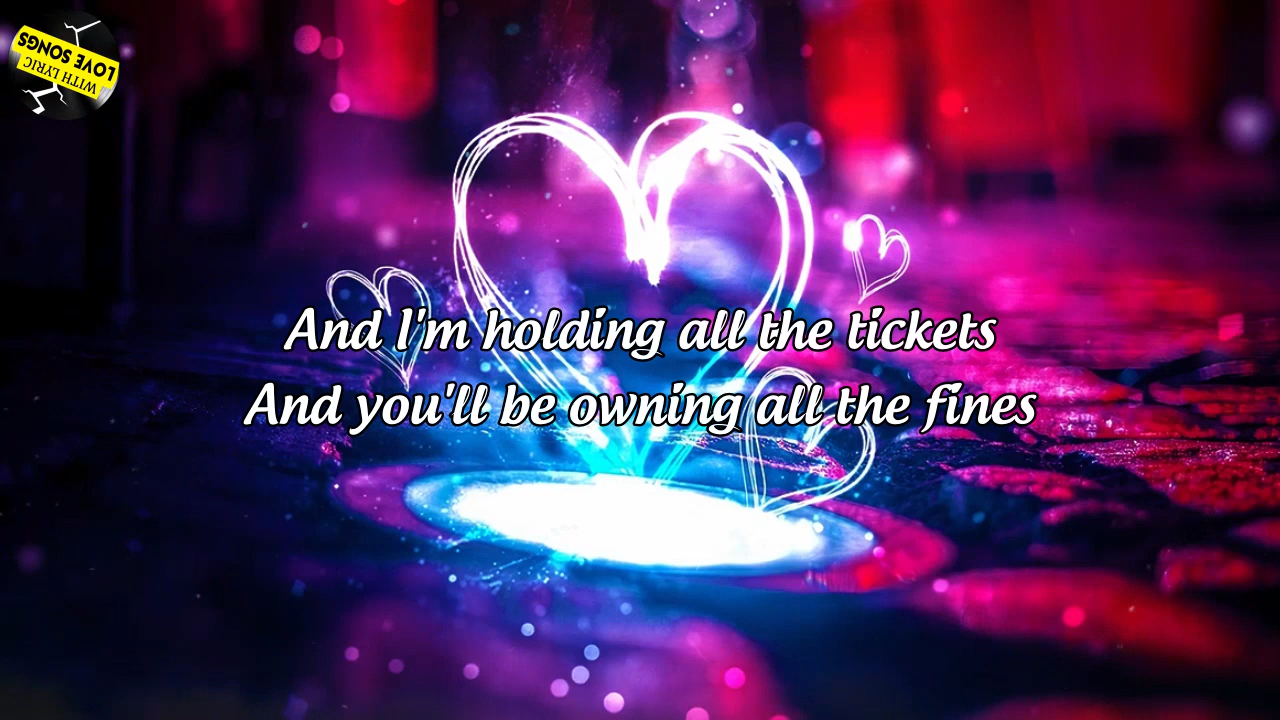 LOVE SONGS
WITH LYRIC
And I'm holding all the tickets
And you'll be owning all the fines